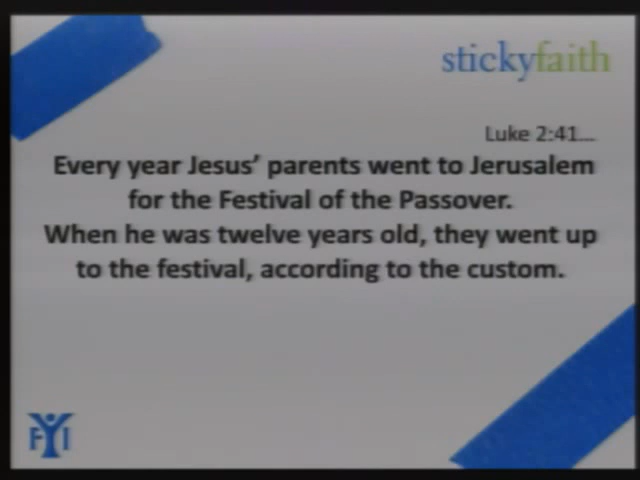 stickyfaith
Luke 2:41...
Every year Jesus' parents went to Jerusalem
for the Festival of the Passover.
When he was twelve years old, they went up
to the festival, according to the custom.
FYI